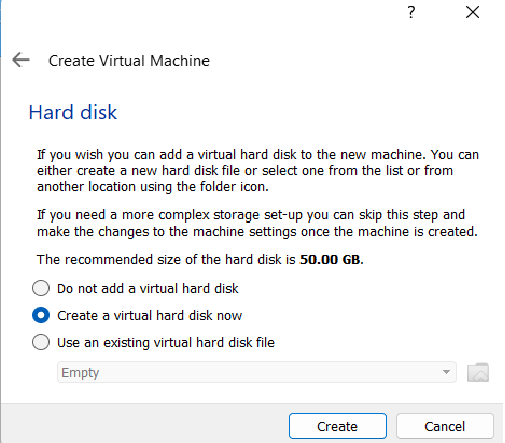 ?
Create Virtual Machine
Hard disk
If you wish you can add a virtual hard disk to the new machine. You can
either create a new hard disk file or select one from the list or from
another location using the folder icon.
If you need a more complex storage set-up you can skip this step and
make the changes to the machine settings once the machine is created.
The recommended size of the hard disk is 50.00 GB.
Do not add a virtual hard disk
Create a virtual hard disk now
Use an existing virtual hard disk file
Empty
Create Cancel